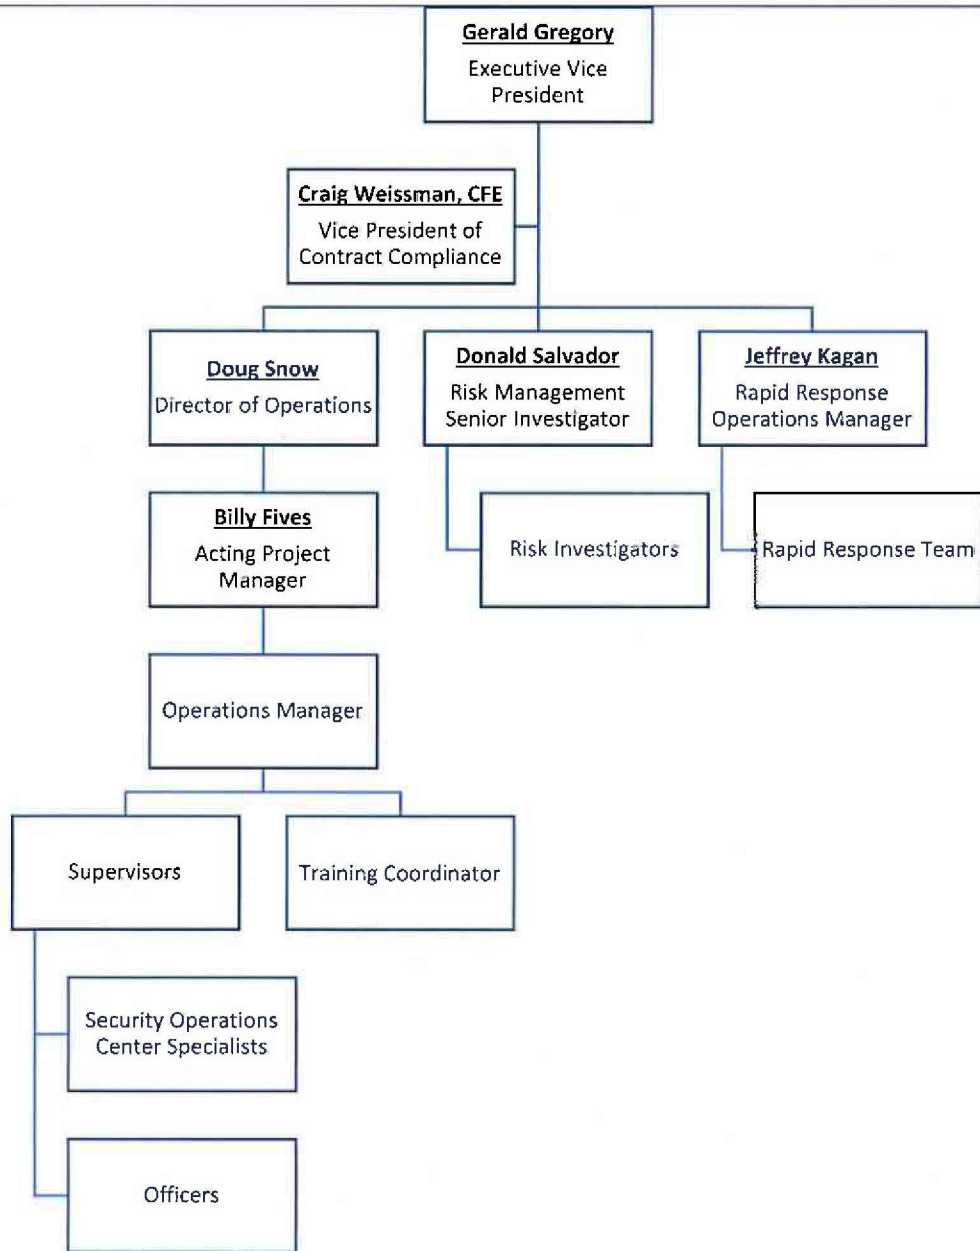 Gerald Gregory
Executive Vice
President
Craig Weissman, CFE
Vice President of
Contract Compliance
Doug Snow
Director of Operations
Donald Salvador
Risk Management
Senior Investigator
Jeffrey Kagan
Rapid Response
Operations Manager
Billy Fives
Acting Project
Manager
Risk Investigators
Rapid Response Team
Operations Manager
Supervisors
Training Coordinator
Security Operations
Center Specialists
Officers